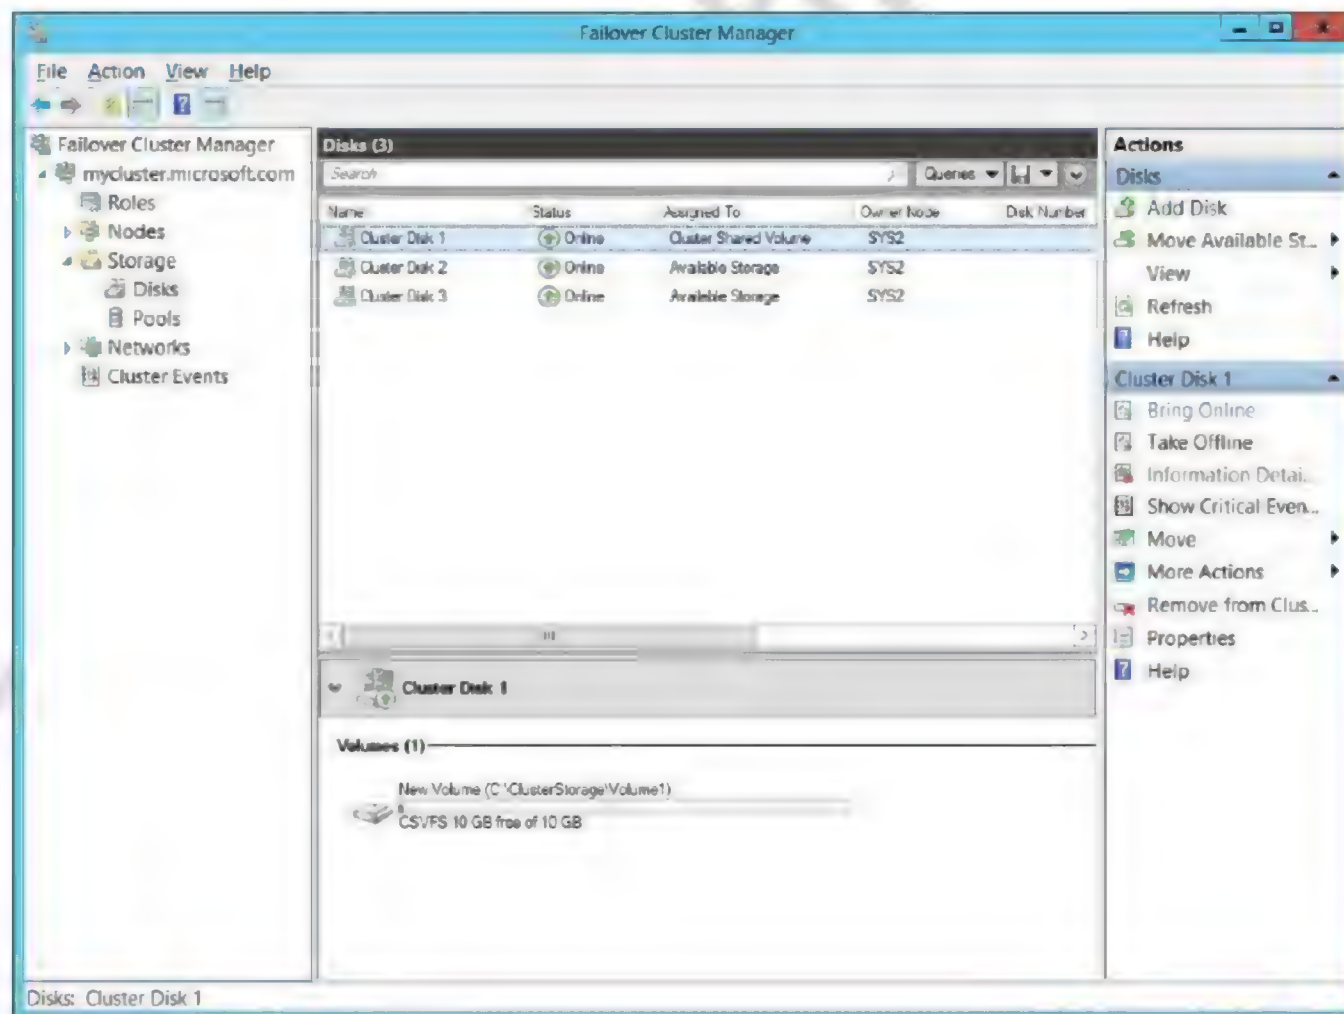 Failover Cluster Manager
File Action View Help
Failover Cluster Manager
mycluster.microsoft.com
Roles
Nodes
Storage
Disks
Pools
Networks
Cluster Events
Disks (3)
Search
Queries
Name Status Assigned To Owner Node Disk Number
Cluster Disk 1 Online Cluster Shared Volume SYS2
Cluster Disk 2 Online Available Storage SYS2
Cluster Disk 3 Online Available Storage SYS2
Cluster Disk 1
Volumes (1)
New Volume (C:\ClusterStorage\Volume1)
CSVFS 10 GB free of 10 GB
Actions
Disks
Add Disk
Move Available St...
View
Refresh
Help
Cluster Disk 1
Bring Online
Take Offline
Information Detai...
Show Critical Even...
Move
More Actions
Remove from Clus...
Properties
Help
Disks: Cluster Disk 1